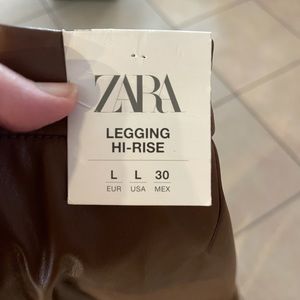 ZARA
LEGGING
HI-RISE
L L 30
EUR USA MEX